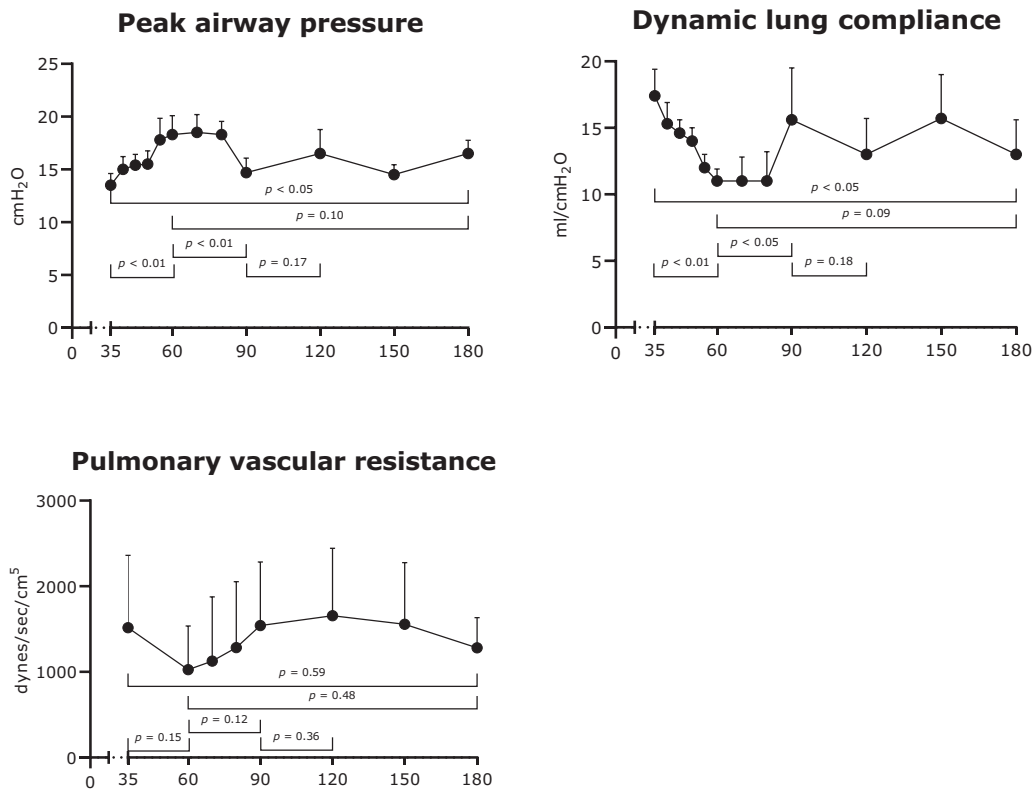 Peak airway pressure
25
20
15
10
5
0
cmH₂O
p < 0.05
p = 0.10
p < 0.01
p < 0.01
p = 0.17
0 35 60 90 120 150 180
Dynamic lung compliance
20
15
10
5
0
ml/cmH₂O
p < 0.05
p = 0.09
p < 0.05
p < 0.01
p = 0.18
0 35 60 90 120 150 180
Pulmonary vascular resistance
3000
2000
1000
0
dynes/sec/cm⁵
p = 0.59
p = 0.48
p = 0.12
p = 0.15
p = 0.36
0 35 60 90 120 150 180